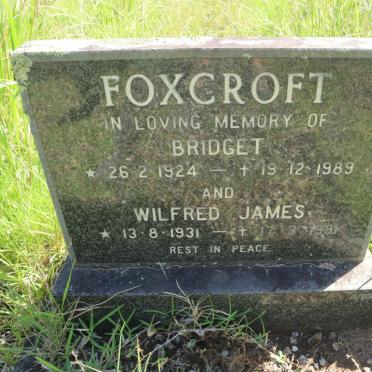 FOXCROFT
IN LOVING MEMORY OF
BRIDGET
★ 26·2·1924 — † 19·12·1989
AND
WILFRED JAMES
★ 13·8·1931 — †
REST IN PEACE